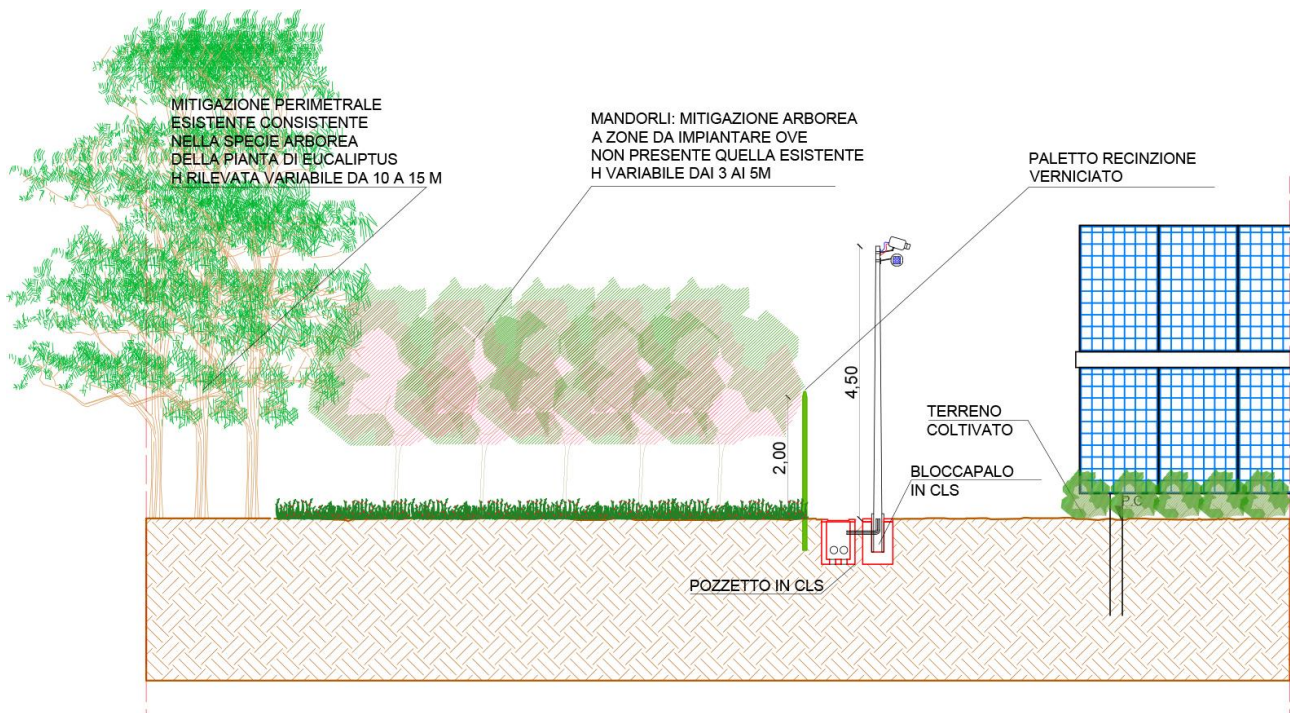 MITIGAZIONE PERIMETRALE
ESISTENTE CONSISTENTE
NELLA SPECIE ARBOREA
DELLA PIANTA DI EUCALIPTUS
H RILEVATA VARIABILE DA 10 A 15 M
MANDORLI: MITIGAZIONE ARBOREA
A ZONE DA IMPIANTARE OVE
NON PRESENTE QUELLA ESISTENTE
H VARIABILE DAI 3 AI 5M
PALETTO RECINZIONE
VERNICIATO
4,50
2,00
TERRENO
COLTIVATO
BLOCCAPALO
IN CLS
P.C
POZZETTO IN CLS